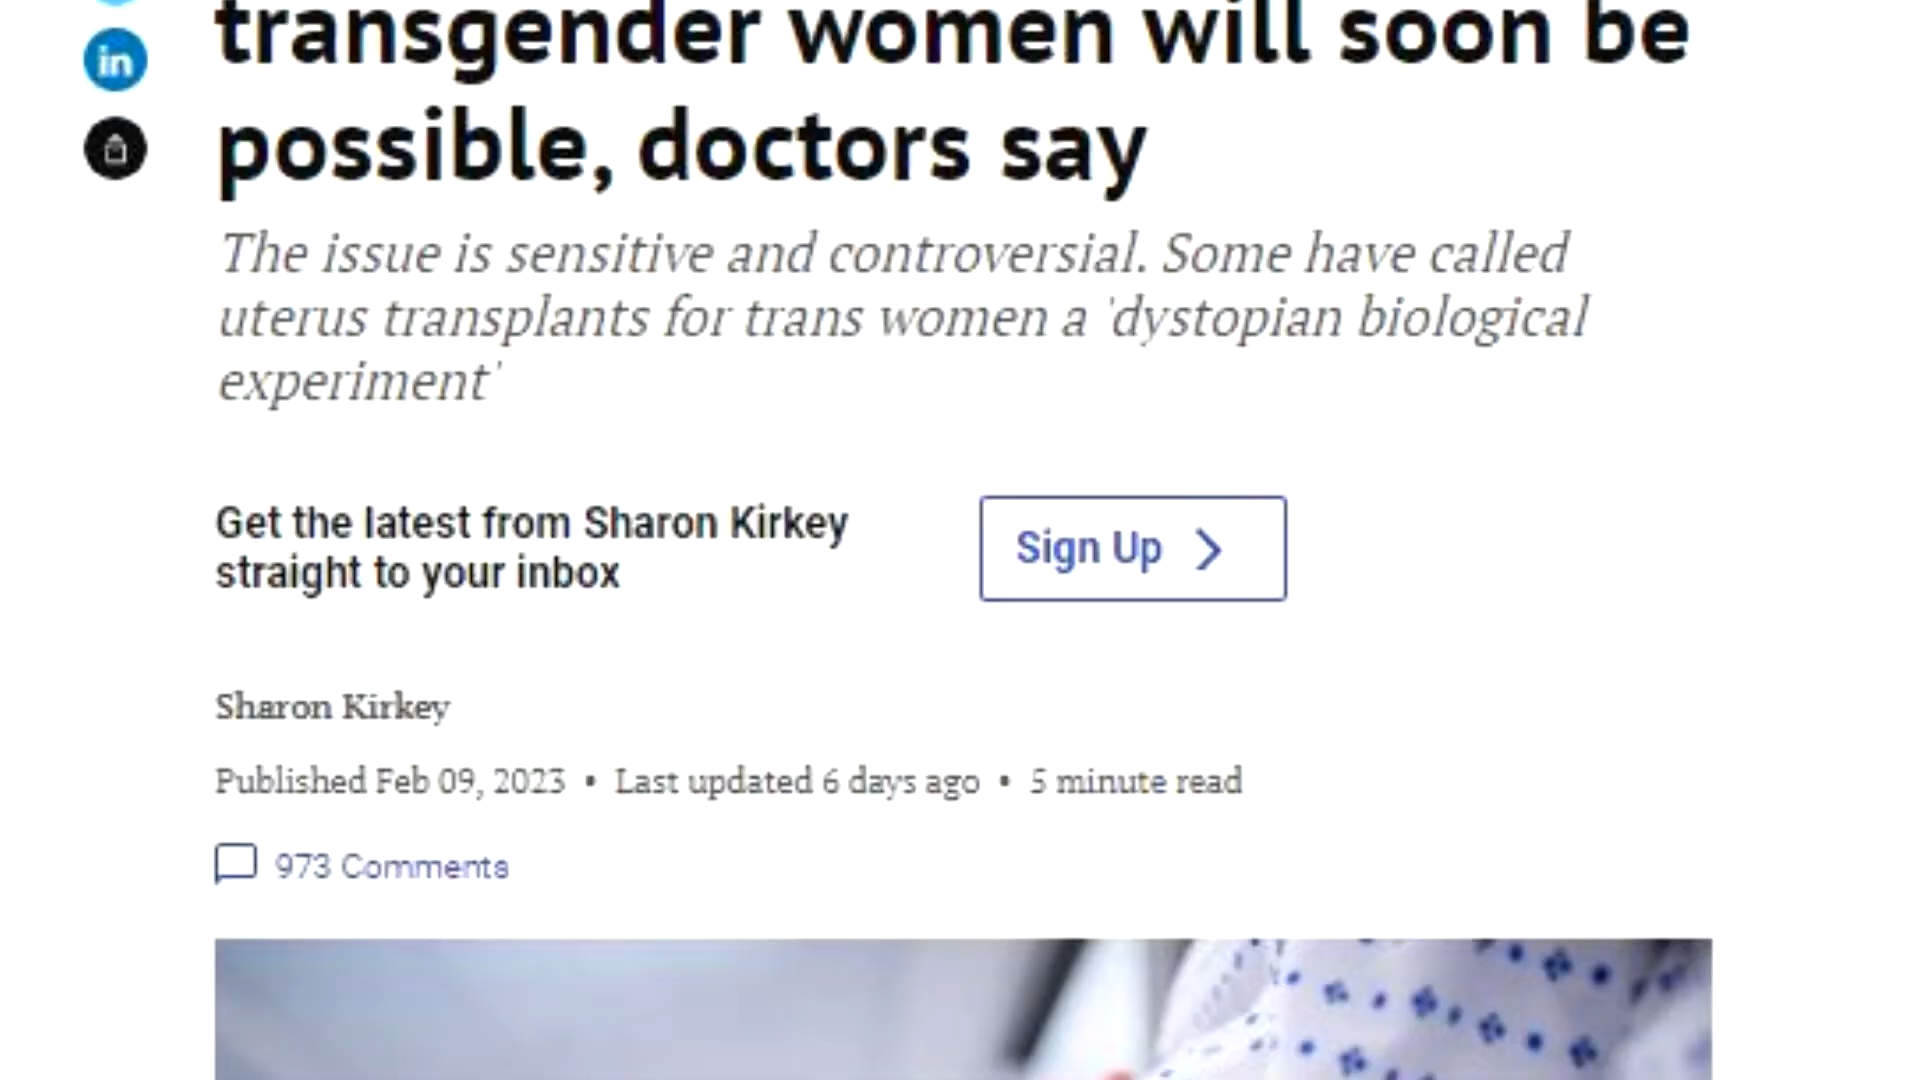 transgender women will soon be
in
possible, doctors say
The issue is sensitive and controversial. Some have called
uterus transplants for trans women a 'dystopian biological
experiment'
Get the latest from Sharon Kirkey
straight to your inbox
Sign Up
Sharon Kirkey
Published Feb 09, 2023 • Last updated 6 days ago • 5 minute read
973 Comments